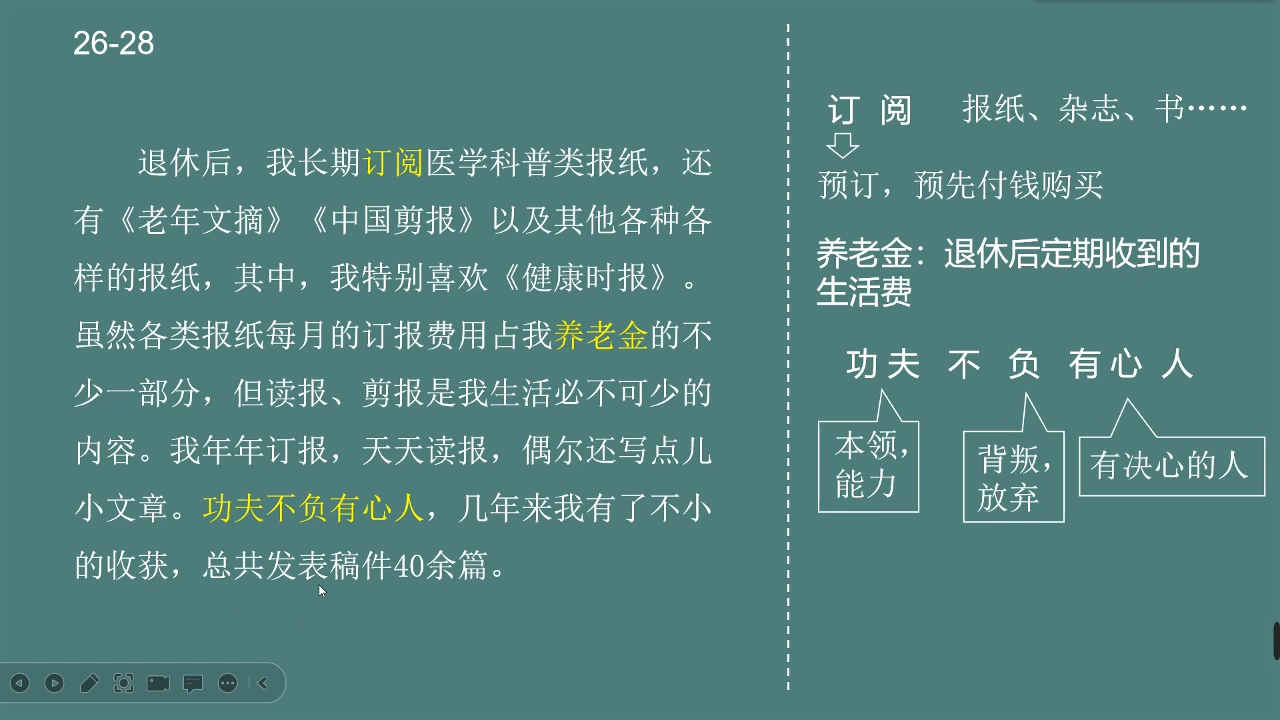 26-28
退休后，我长期订阅医学科普类报纸，还
有《老年文摘》《中国剪报》以及其他各种各
样的报纸，其中，我特别喜欢《健康时报》。
虽然各类报纸每月的订报费用占我养老金的不
少一部分，但读报、剪报是我生活必不可少的
内容。我年年订报，天天读报，偶尔还写点儿
小文章。功夫不负有心人，几年来我有了不小
的收获，总共发表稿件40余篇。
订 阅 报纸、杂志、书……
预订，预先付钱购买
养老金：退休后定期收到的
生活费
功夫 不 负 有心 人
本领，
能力
背叛，
放弃
有决心的人